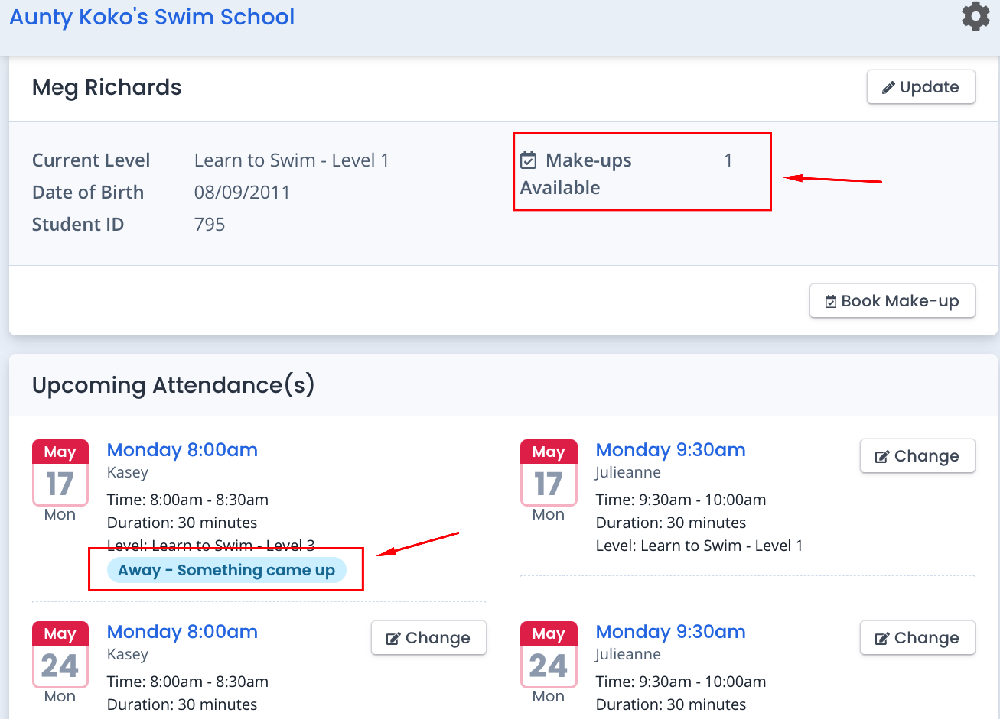 Aunty Koko's Swim School
Meg Richards
Update
Current Level Learn to Swim - Level 1
Date of Birth 08/09/2011
Student ID 795
Make-ups 1
Available
Book Make-up
Upcoming Attendance(s)
May
17
Mon
Monday 8:00am
Kasey
Time: 8:00am - 8:30am
Duration: 30 minutes
Level: Learn to Swim - Level 3
Away - Something came up
May
17
Mon
Monday 9:30am
Julieanne
Time: 9:30am - 10:00am
Duration: 30 minutes
Level: Learn to Swim - Level 1
Change
May
24
Mon
Monday 8:00am
Kasey
Time: 8:00am - 8:30am
Duration: 30 minutes
Change
May
24
Mon
Monday 9:30am
Julieanne
Time: 9:30am - 10:00am
Duration: 30 minutes
Change